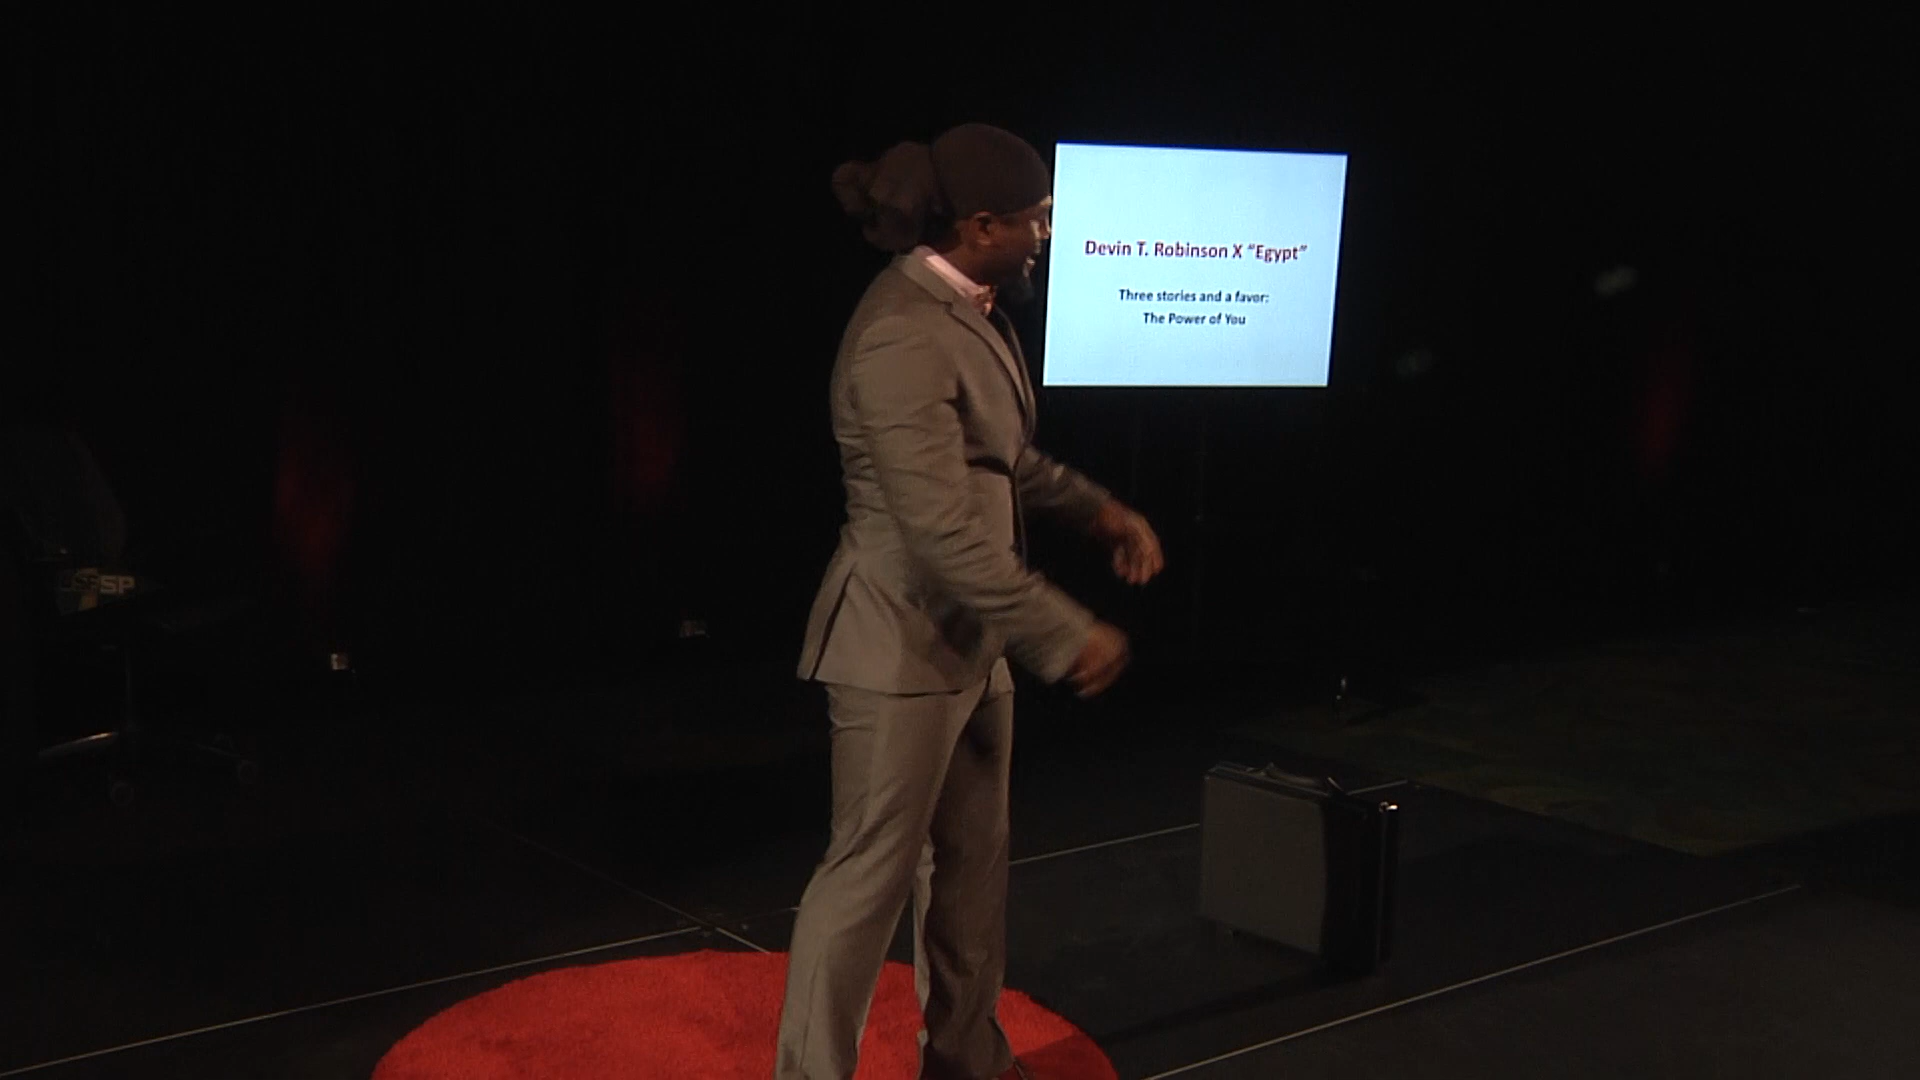 Devin T. Robinson X “Egypt”
Three stories and a favor:
The Power of You